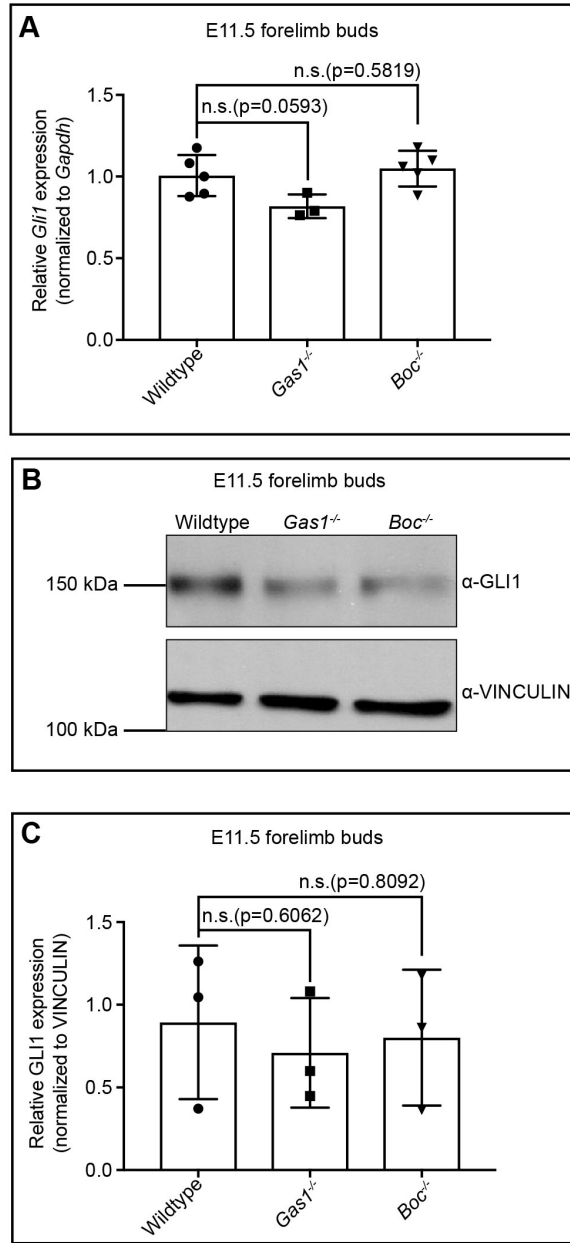 A
E11.5 forelimb buds
n.s.(p=0.5819)
n.s.(p=0.0593)
Relative Gli1 expression
(normalized to Gapdh)
1.5
1.0
0.5
0.0
Wildtype
Gas1-/-
Boc-/-
B
E11.5 forelimb buds
Wildtype Gas1-/- Boc-/-
150 kDa
α-GLI1
α-VINCULIN
100 kDa
C
E11.5 forelimb buds
n.s.(p=0.8092)
n.s.(p=0.6062)
Relative GLI1 expression
(normalized to VINCULIN)
1.5
1.0
0.5
0.0
Wildtype
Gas1-/-
Boc-/-